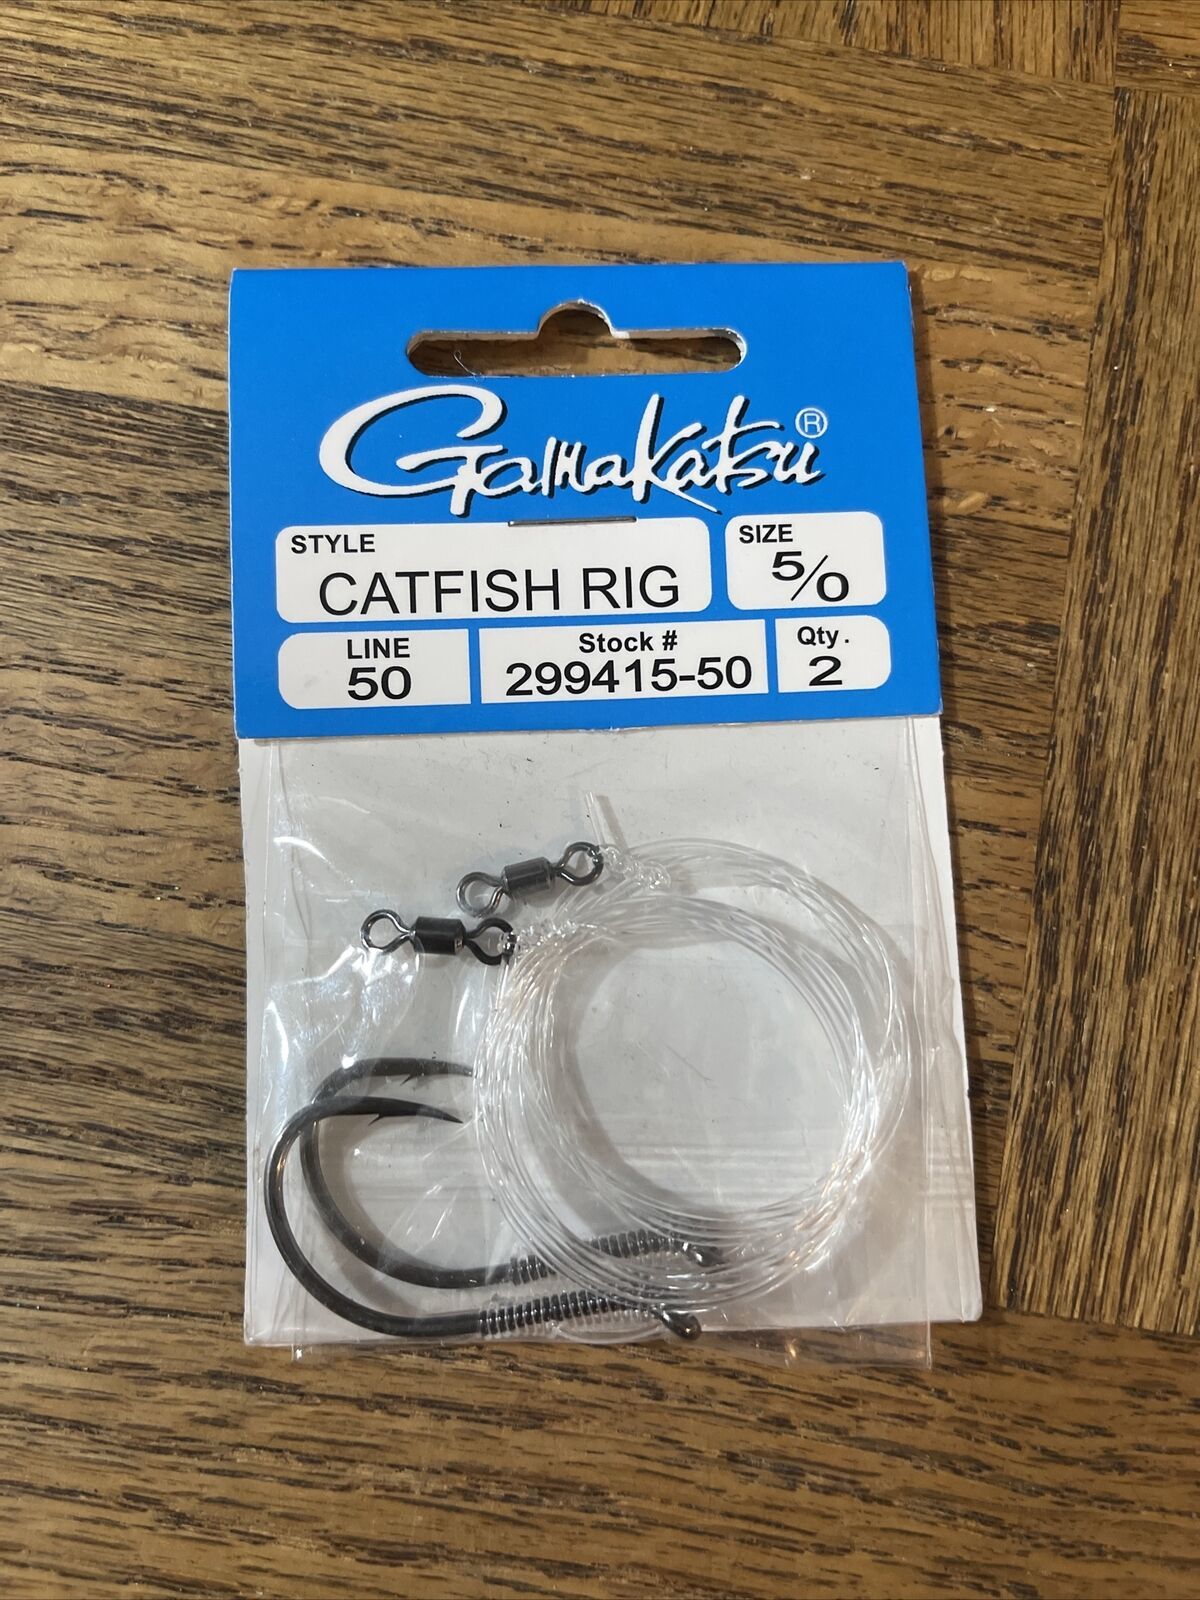 Gamakatsu®
STYLE
CATFISH RIG
SIZE
5/0
LINE
50
Stock #
299415-50
Qty.
2